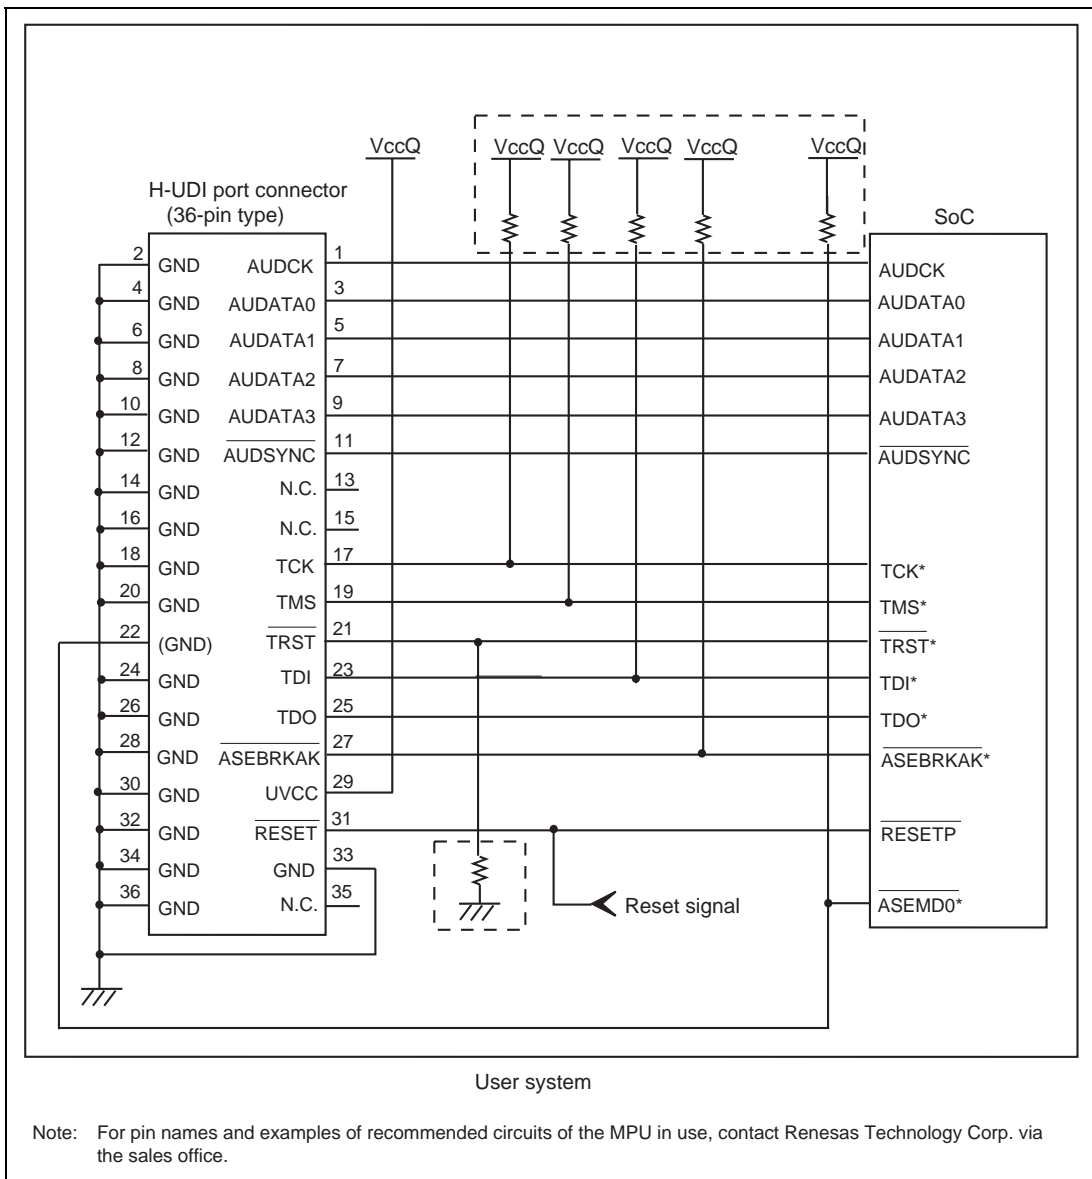 VccQ
VccQ VccQ VccQ VccQ VccQ
H-UDI port connector
(36-pin type)
SoC
2 GND AUDCK 1 AUDCK
4 GND AUDATA0 3 AUDATA0
6 GND AUDATA1 5 AUDATA1
8 GND AUDATA2 7 AUDATA2
10 GND AUDATA3 9 AUDATA3
12 GND AUDSYNC 11 AUDSYNC
14 GND N.C. 13
16 GND N.C. 15
18 GND TCK 17 TCK*
20 GND TMS 19 TMS*
22 (GND) TRST 21 TRST*
24 GND TDI 23 TDI*
26 GND TDO 25 TDO*
28 GND ASEBRKAK 27 ASEBRKAK*
30 GND UVCC 29
32 GND RESET 31 RESETP
34 GND GND 33
36 GND N.C. 35
Reset signal
ASEMD0*
User system
Note: For pin names and examples of recommended circuits of the MPU in use, contact Renesas Technology Corp. via
the sales office.